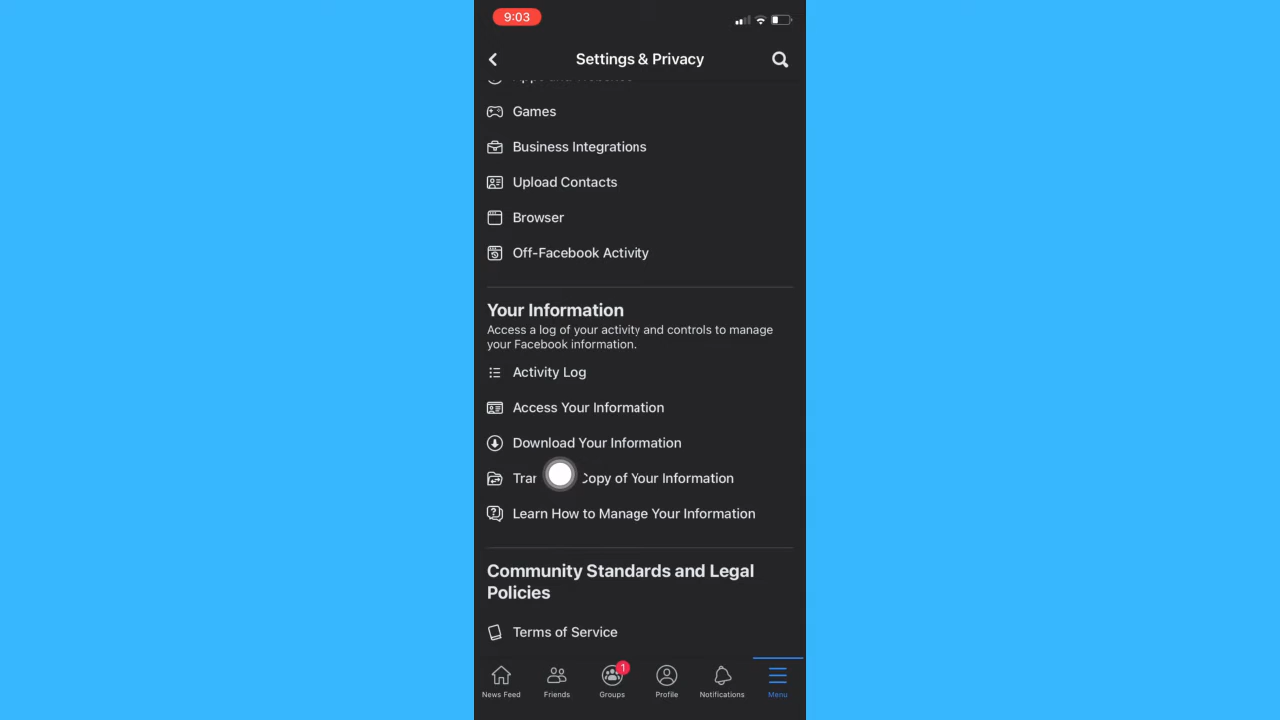 9:03
Settings & Privacy
Games
Business Integrations
Upload Contacts
Browser
Off-Facebook Activity
Your Information
Access a log of your activity and controls to manage
your Facebook information.
Activity Log
Access Your Information
Download Your Information
Copy of Your Information
Learn How to Manage Your Information
Community Standards and Legal
Policies
Terms of Service
1
News Feed Friends Groups Profile Notifications Menu